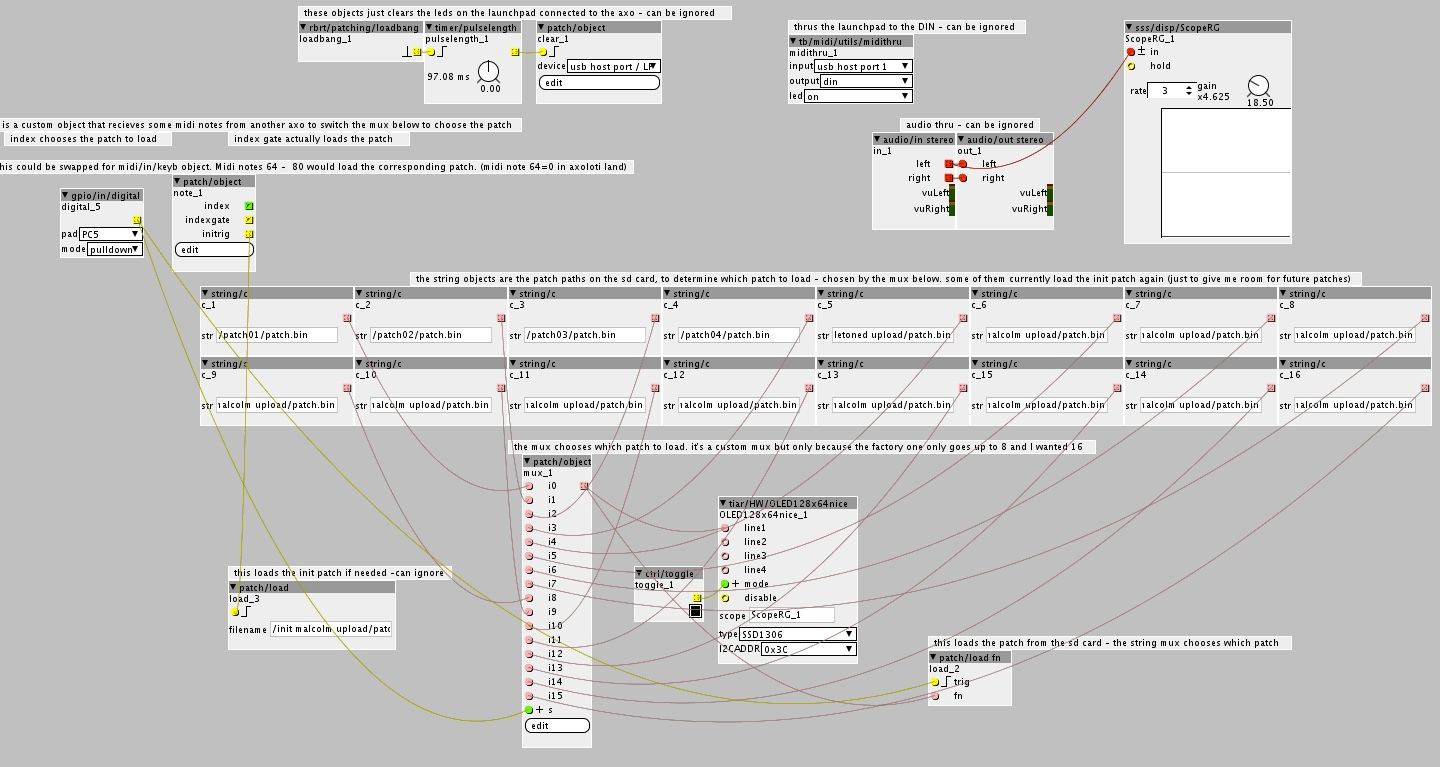 these objects just clears the leds on the launchpad connected to the axo - can be ignored
rbrt/patching/loadbang
loadbang_1
timer/pulselength
pulselength_1
97.08 ms
0.00
patch/object
clear_1
device usb host port / LP
edit
thrus the launchpad to the DIN - can be ignored
tb/midi/utils/midithru
midithru_1
input usb host port 1
output din
led on
sss/disp/ScopeRG
ScopeRG_1
± in
hold
rate 3
gain
x4.625
18.50
audio thru - can be ignored
audio/in stereo
in_1
left
right
vuLeft
vuRight
audio/out stereo
out_1
left
right
vuLeft
vuRight
is a custom object that recieves some midi notes from another axo to switch the mux below to choose the patch
index chooses the patch to load
index gate actually loads the patch
his could be swapped for midi/in/keyb object. Midi notes 64 - 80 would load the corresponding patch. (midi note 64=0 in axoloti land)
gpio/in/digital
digital_5
pad PC5
mode pulldown
patch/object
note_1
index
indexgate
initrig
edit
the string objects are the patch paths on the sd card, to determine which patch to load - chosen by the mux below. some of them currently load the init patch again (just to give me room for future patches)
string/c
c_1
str /patch01/patch.bin
string/c
c_2
str /patch02/patch.bin
string/c
c_3
str /patch03/patch.bin
string/c
c_4
str /patch04/patch.bin
string/c
c_5
str letoned upload/patch.bin
string/c
c_6
str nalcolm upload/patch.bin
string/c
c_7
str nalcolm upload/patch.bin
string/c
c_8
str nalcolm upload/patch.bin
string/c
c_9
str nalcolm upload/patch.bin
string/c
c_10
str nalcolm upload/patch.bin
string/c
c_11
str nalcolm upload/patch.bin
string/c
c_12
str nalcolm upload/patch.bin
string/c
c_13
str nalcolm upload/patch.bin
string/c
c_15
str nalcolm upload/patch.bin
string/c
c_14
str nalcolm upload/patch.bin
string/c
c_16
str nalcolm upload/patch.bin
the mux chooses which patch to load. it's a custom mux but only because the factory one only goes up to 8 and I wanted 16
patch/object
mux_1
i0
i1
i2
i3
i4
i5
i6
i7
i8
i9
i10
i11
i12
i13
i14
i15
+ s
edit
tiar/HW/OLED128x64nice
OLED128x64nice_1
line1
line2
line3
line4
+ mode
disable
scope ScopeRG_1
type SSD1306
I2CADDR 0x3C
ctrl/toggle
toggle_1
this loads the init patch if needed -can ignore
patch/load
load_3
filename /init malcolm upload/patc
this loads the patch from the sd card - the string mux chooses which patch
patch/load fn
load_2
trig
fn